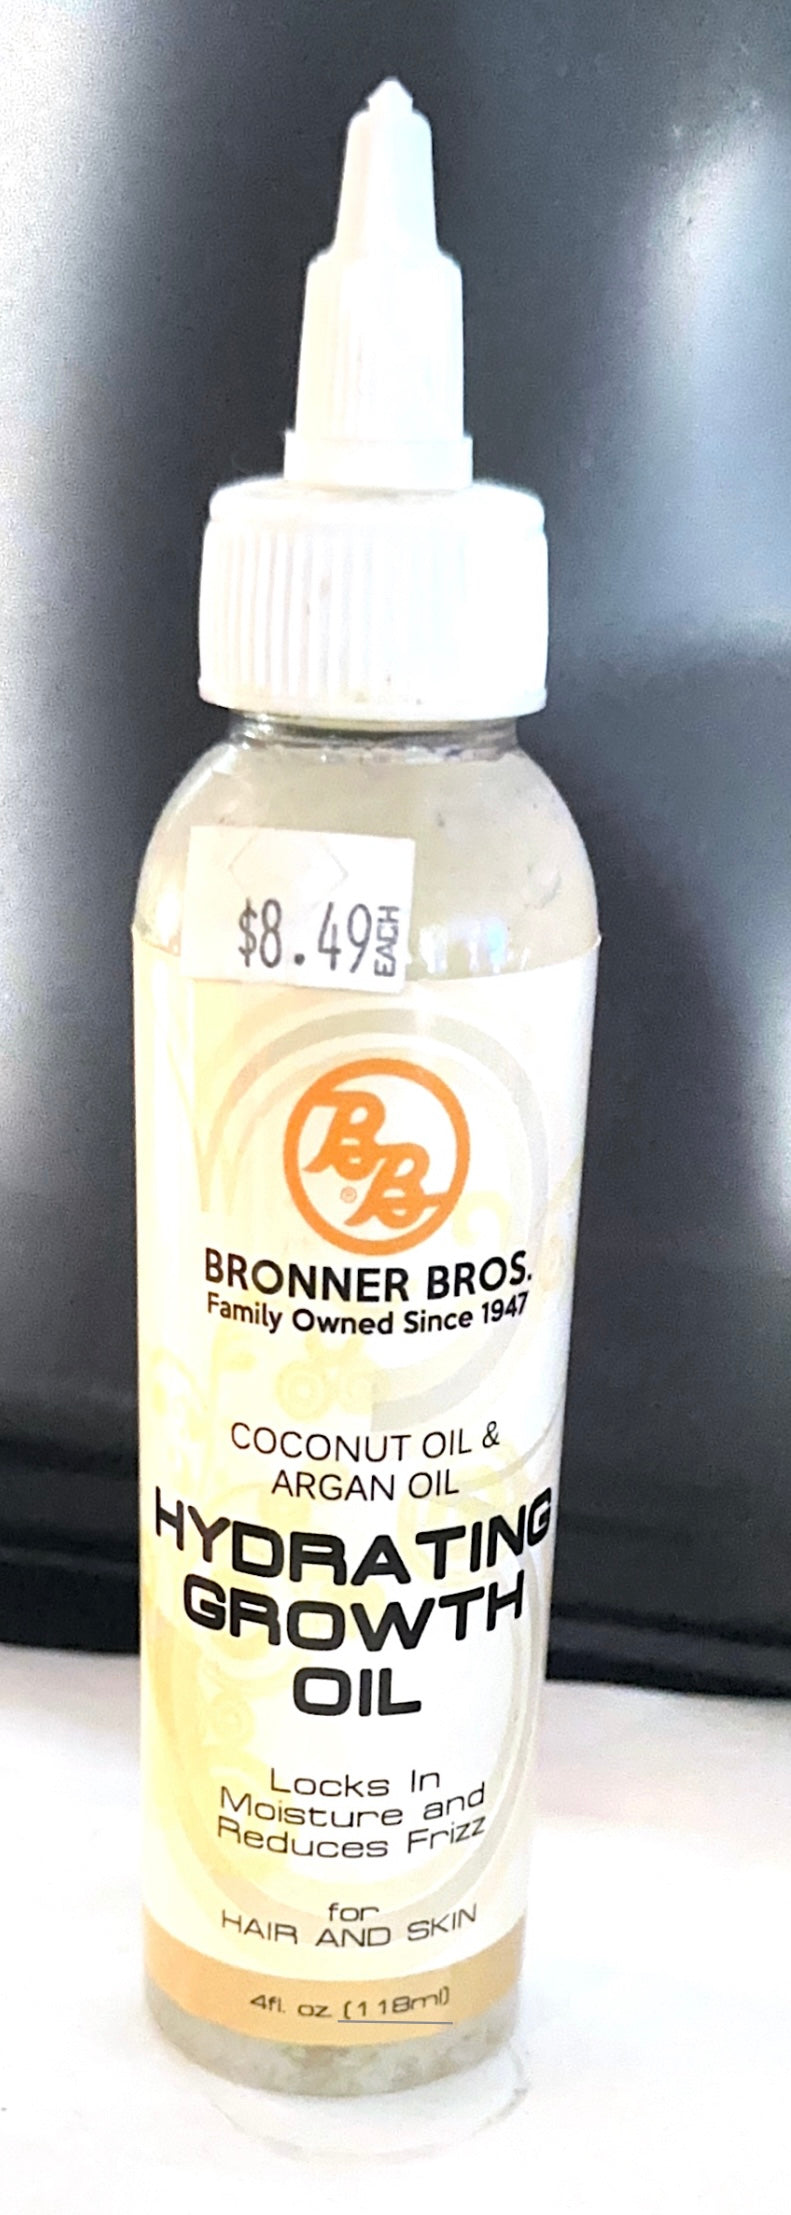 $8.49 EACH
BB
®
BRONNER BROS.
Family Owned Since 1947
COCONUT OIL &
ARGAN OIL
HYDRATING
GROWTH
OIL
Locks In
Moisture and
Reduces Frizz
for
HAIR AND SKIN
4fl. oz (118ml)